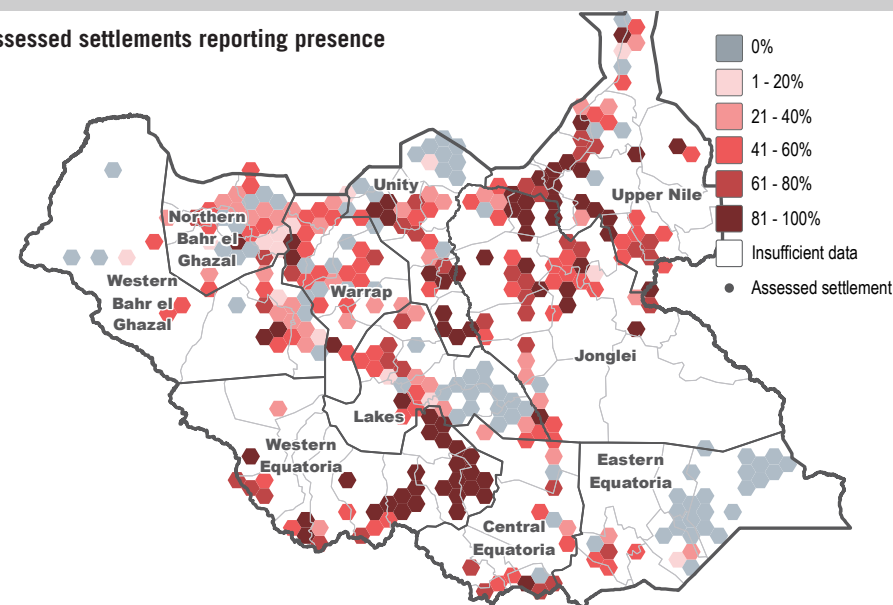 ssessed settlements reporting presence
0%
1 - 20%
21 - 40%
41 - 60%
61 - 80%
81 - 100%
Insufficient data
Assessed settlement
Unity
Upper Nile
Northern
Bahr el
Ghazal
Western
Bahr el
Ghazal
Warrap
Jonglei
Lakes
Western
Equatoria
Eastern
Equatoria
Central
Equatoria